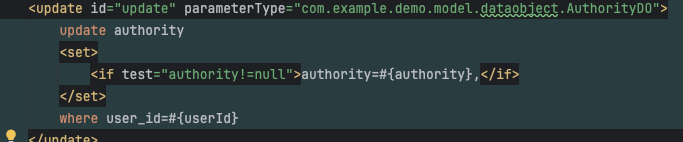 <update id="update" parameterType="com.example.demo.model.dataobject.AuthorityDO">
update authority
<set>
<if test="authority!=null">authority=#{authority},</if>
</set>
where user_id=#{userId}
</update>